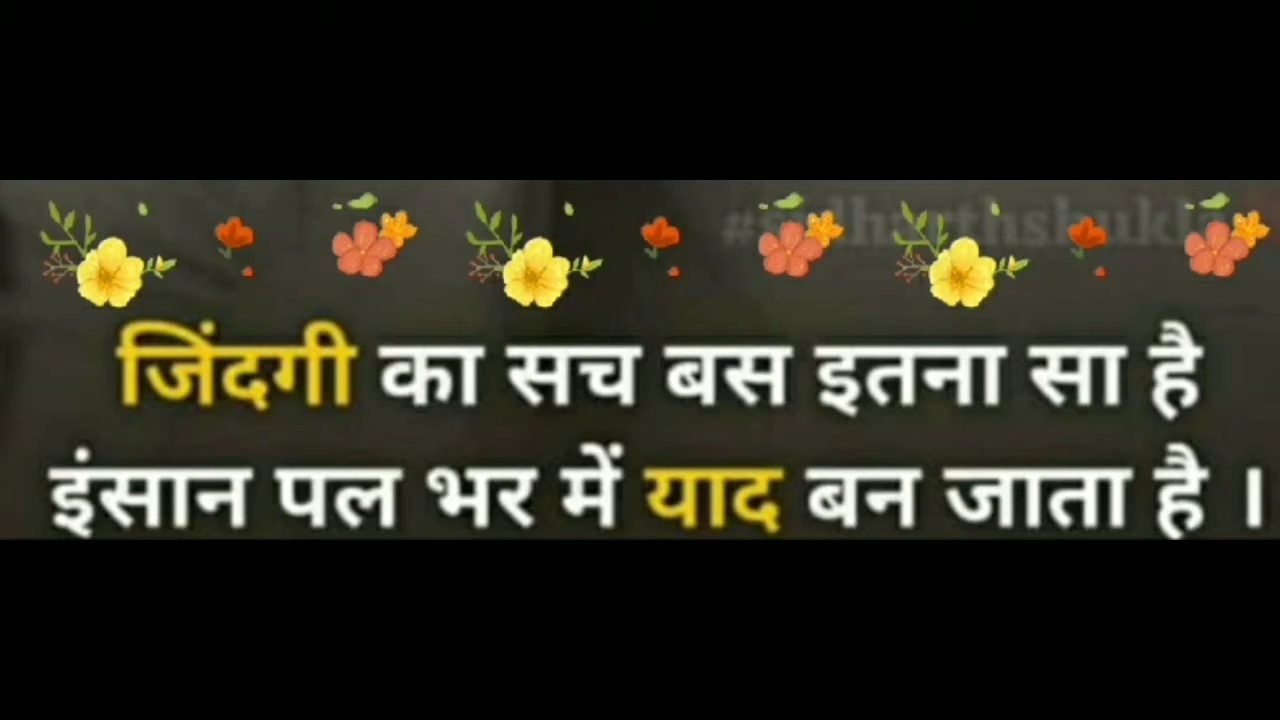 जिंदगी का सच बस इतना सा है
इंसान पल भर में याद बन जाता है ।